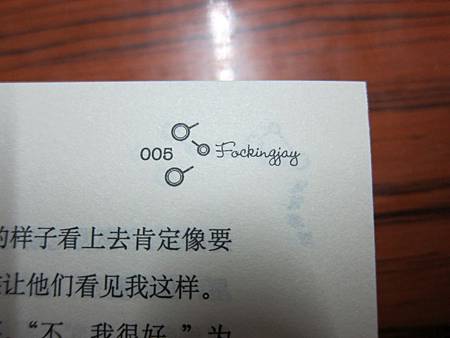 005 Fockingjay
的样子看上去肯定像要
让他们看见我这样。
“不，我很好。”为